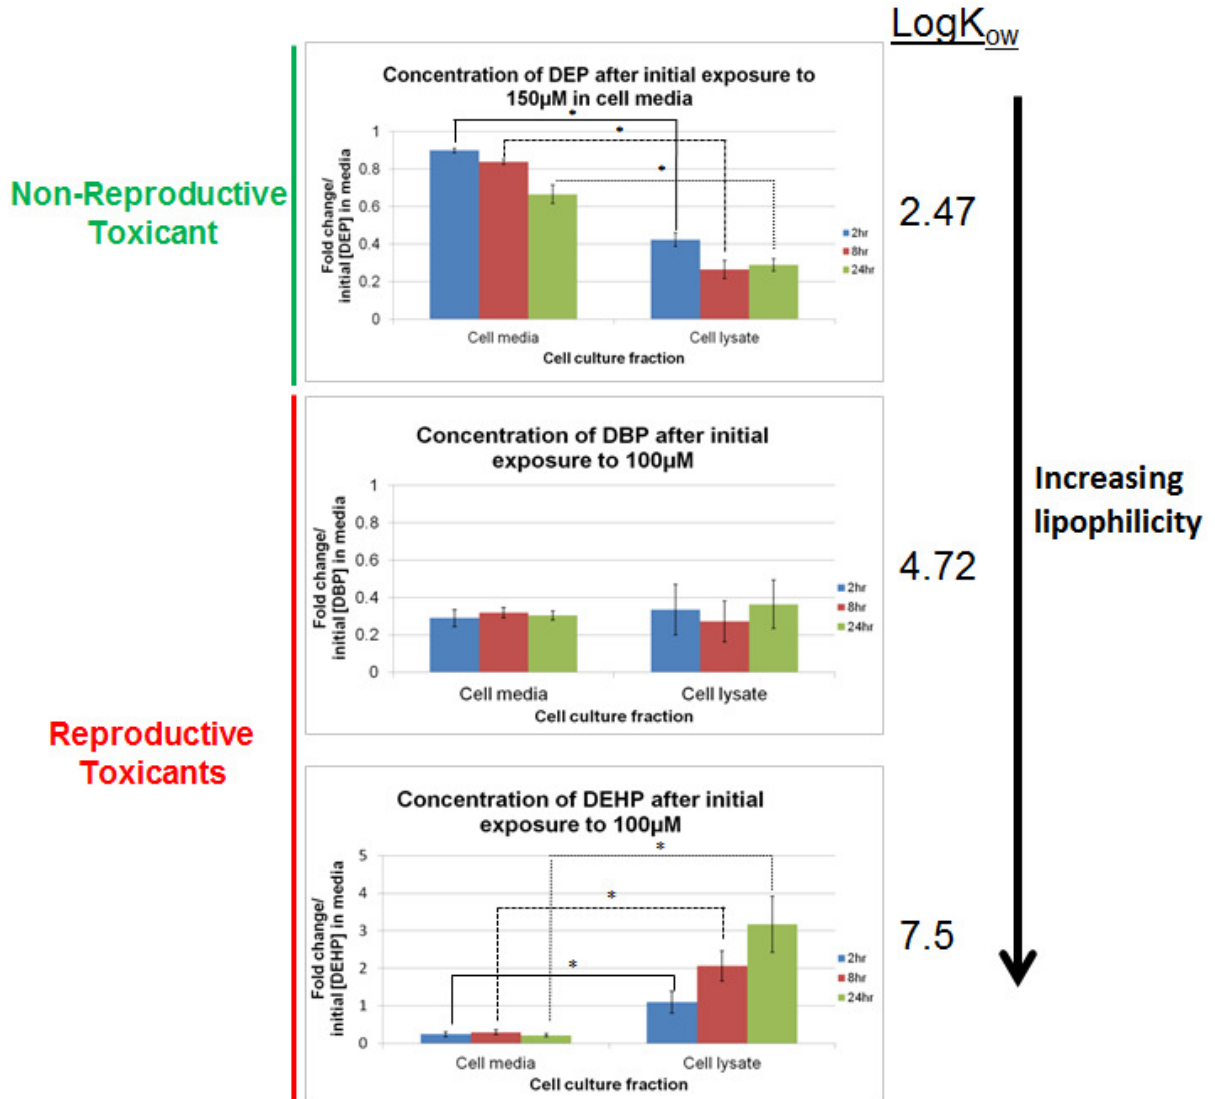 LogKow
Concentration of DEP after initial exposure to
150µM in cell media
*
*
*
Fold change/
initial [DEP] in media
1
0.8
0.6
0.4
0.2
0
Cell media
Cell lysate
Cell culture fraction
2hr
8hr
24hr
Non-Reproductive
Toxicant
2.47
Concentration of DBP after initial
exposure to 100µM
Fold change/
initial [DBP] in media
1
0.8
0.6
0.4
0.2
0
Cell media
Cell lysate
Cell culture fraction
2hr
8hr
24hr
4.72
Increasing
lipophilicity
Reproductive
Toxicants
Concentration of DEHP after initial
exposure to 100µM
*
*
*
Fold change/
initial [DEHP] in media
5
4
3
2
1
0
Cell media
Cell lysate
Cell culture fraction
2hr
8hr
24hr
7.5